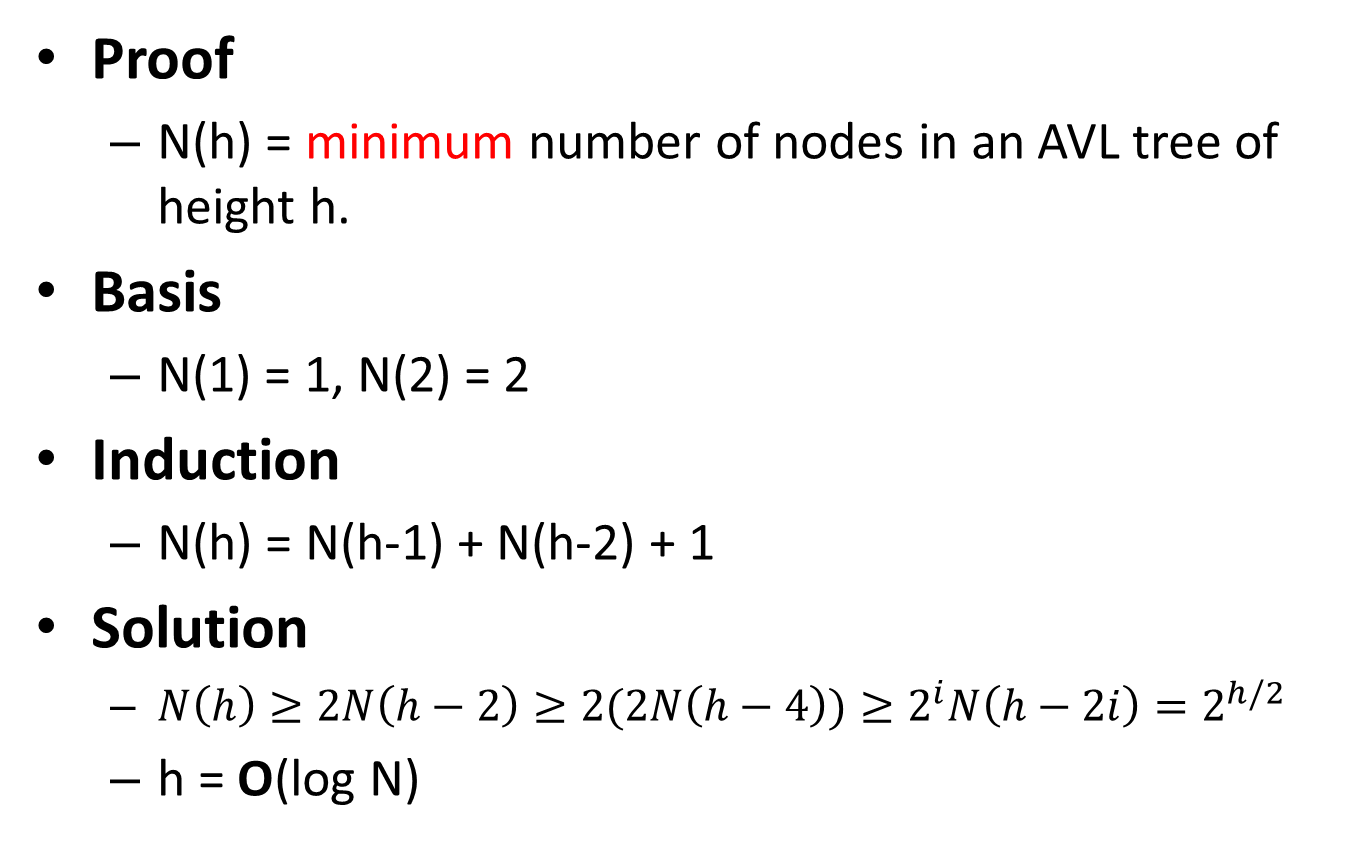 • Proof
– N(h) = minimum number of nodes in an AVL tree of
height h.
• Basis
– N(1) = 1, N(2) = 2
• Induction
– N(h) = N(h-1) + N(h-2) + 1
• Solution
– 𝑁(ℎ) ≥ 2𝑁(ℎ − 2) ≥ 2(2𝑁(ℎ − 4)) ≥ 2^𝑖 𝑁(ℎ − 2𝑖) = 2^{ℎ/2}
– h = O(log N)